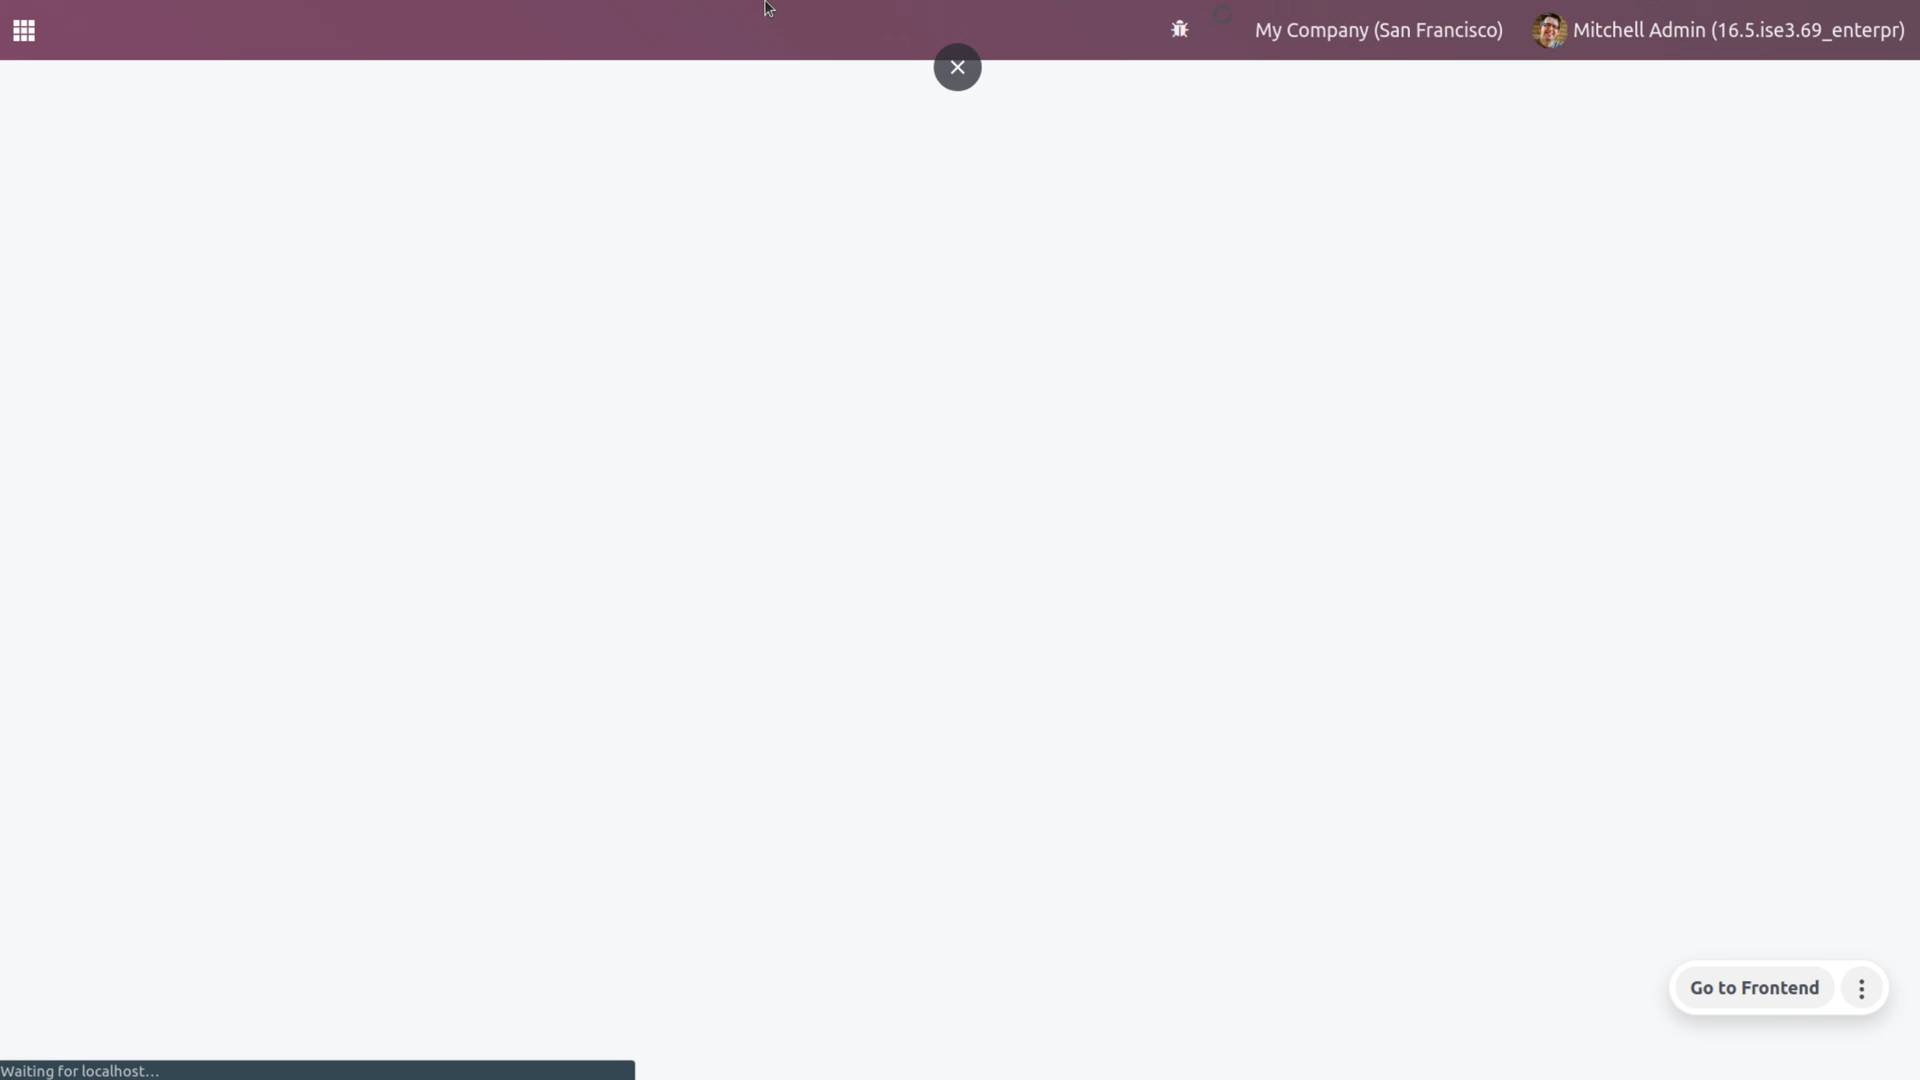 My Company (San Francisco)
Mitchell Admin (16.5.ise3.69_enterpr)
Go to Frontend
Waiting for localhost…